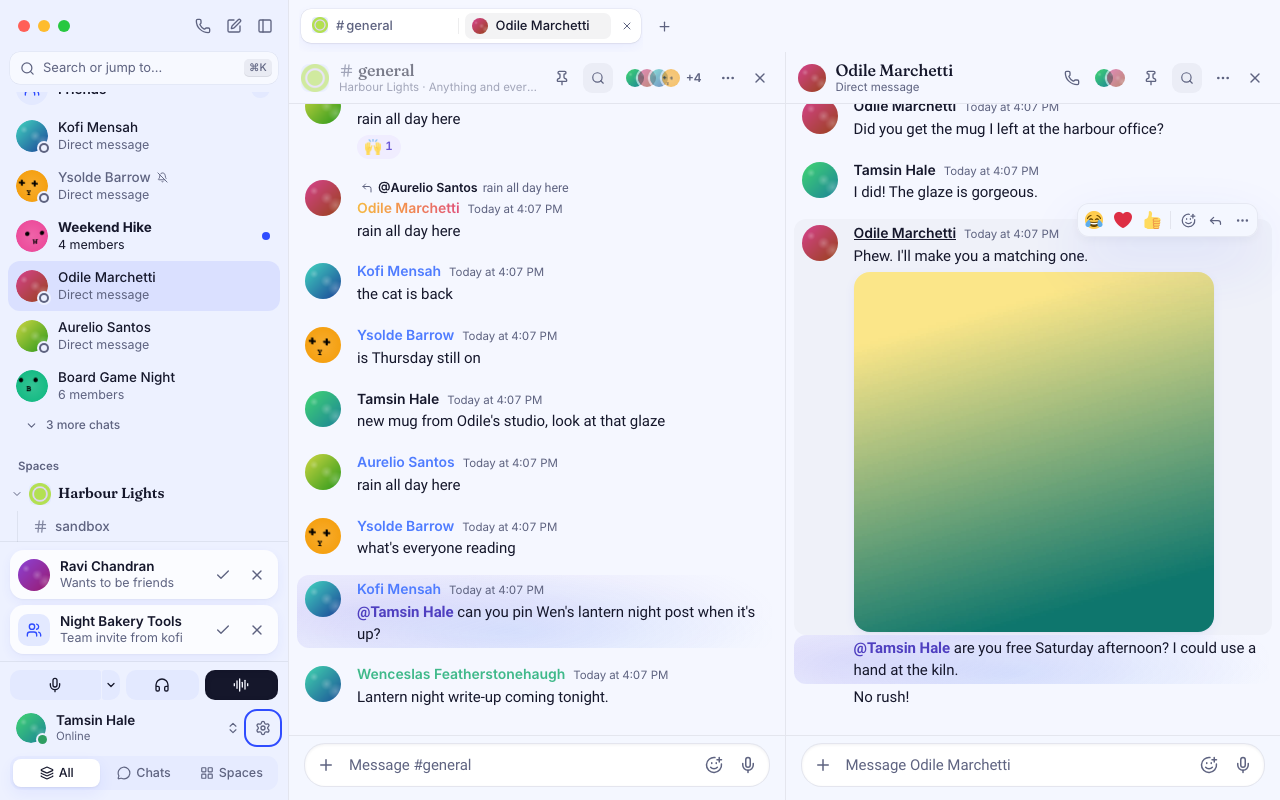 Search or jump to...
⌘K
Friends
Kofi Mensah
Direct message
Ysolde Barrow
Direct message
Weekend Hike
4 members
Odile Marchetti
Direct message
Aurelio Santos
Direct message
Board Game Night
6 members
3 more chats
Spaces
Harbour Lights
# sandbox
Ravi Chandran
Wants to be friends
Night Bakery Tools
Team invite from kofi
Tamsin Hale
Online
All
Chats
Spaces
# general
Odile Marchetti
# general
Harbour Lights · Anything and ever...
+4
rain all day here
🙌 1
@Aurelio Santos rain all day here
Odile Marchetti Today at 4:07 PM
rain all day here
Kofi Mensah Today at 4:07 PM
the cat is back
Ysolde Barrow Today at 4:07 PM
is Thursday still on
Tamsin Hale Today at 4:07 PM
new mug from Odile's studio, look at that glaze
Aurelio Santos Today at 4:07 PM
rain all day here
Ysolde Barrow Today at 4:07 PM
what's everyone reading
Kofi Mensah Today at 4:07 PM
@Tamsin Hale can you pin Wen's lantern night post when it's
up?
Wenceslas Featherstonehaugh Today at 4:07 PM
Lantern night write-up coming tonight.
Message #general
Odile Marchetti
Direct message
Odile Marchetti Today at 4:07 PM
Did you get the mug I left at the harbour office?
Tamsin Hale Today at 4:07 PM
I did! The glaze is gorgeous.
Odile Marchetti Today at 4:07 PM
Phew. I'll make you a matching one.
@Tamsin Hale are you free Saturday afternoon? I could use a
hand at the kiln.
No rush!
Message Odile Marchetti